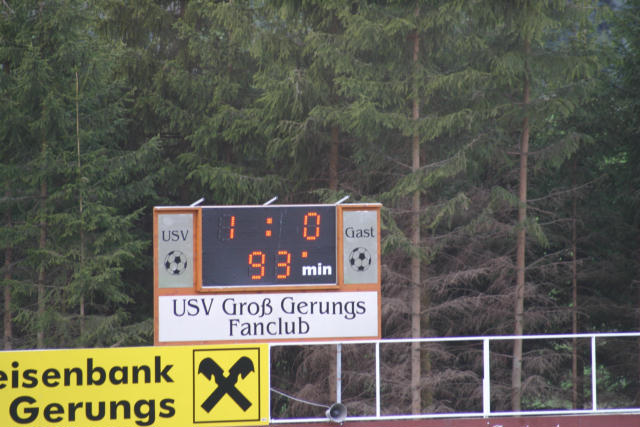 USV 1:0 Gast
93 min
USV Groß Gerungs
Fanclub
eisenbank
Gerungs